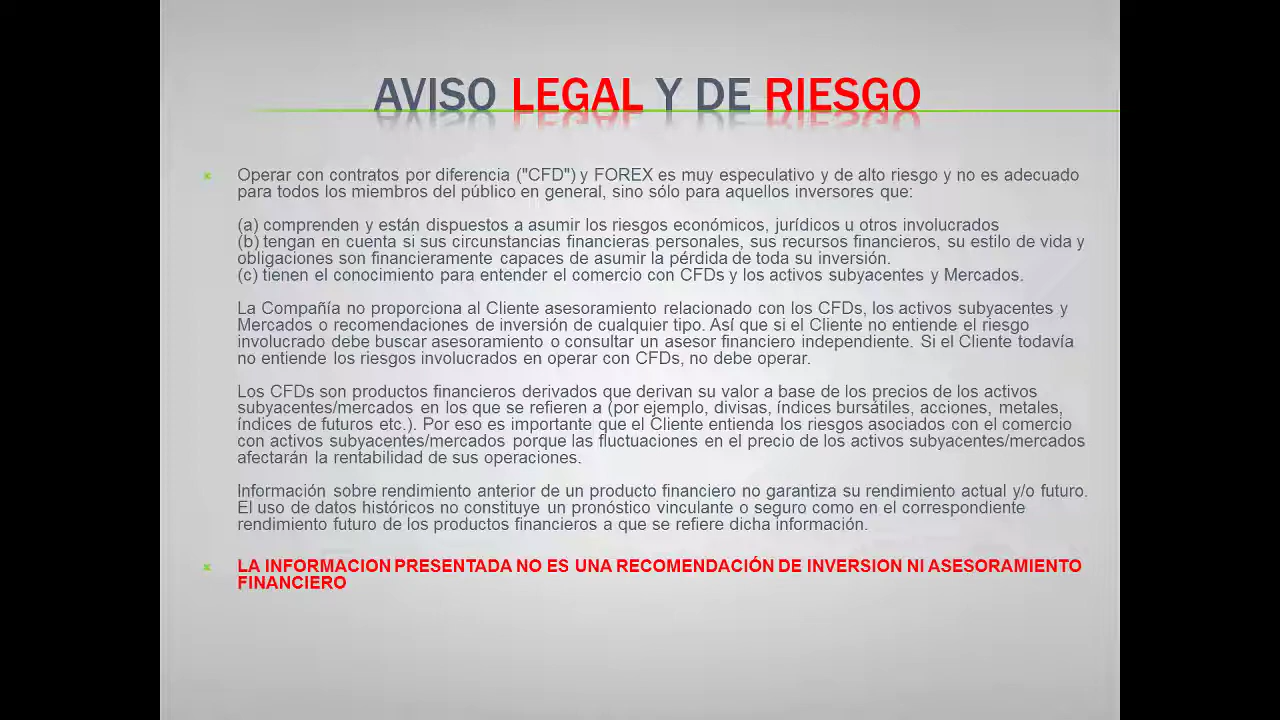 AVISO LEGAL Y DE RIESGO
Operar con contratos por diferencia ("CFD") y FOREX es muy especulativo y de alto riesgo y no es adecuado
para todos los miembros del público en general, sino sólo para aquellos inversores que:
(a) comprenden y están dispuestos a asumir los riesgos económicos, jurídicos u otros involucrados
(b) tengan en cuenta si sus circunstancias financieras personales, sus recursos financieros, su estilo de vida y
obligaciones son financieramente capaces de asumir la pérdida de toda su inversión.
(c) tienen el conocimiento para entender el comercio con CFDs y los activos subyacentes y Mercados.
La Compañía no proporciona al Cliente asesoramiento relacionado con los CFDs, los activos subyacentes y
Mercados o recomendaciones de inversión de cualquier tipo. Así que si el Cliente no entiende el riesgo
involucrado debe buscar asesoramiento o consultar un asesor financiero independiente. Si el Cliente todavía
no entiende los riesgos involucrados en operar con CFDs, no debe operar.
Los CFDs son productos financieros derivados que derivan su valor a base de los precios de los activos
subyacentes/mercados en los que se refieren a (por ejemplo, divisas, índices bursátiles, acciones, metales,
índices de futuros etc.). Por eso es importante que el Cliente entienda los riesgos asociados con el comercio
con activos subyacentes/mercados porque las fluctuaciones en el precio de los activos subyacentes/mercados
afectarán la rentabilidad de sus operaciones.
Información sobre rendimiento anterior de un producto financiero no garantiza su rendimiento actual y/o futuro.
El uso de datos históricos no constituye un pronóstico vinculante o seguro como en el correspondiente
rendimiento futuro de los productos financieros a que se refiere dicha información.
LA INFORMACION PRESENTADA NO ES UNA RECOMENDACIÓN DE INVERSION NI ASESORAMIENTO
FINANCIERO